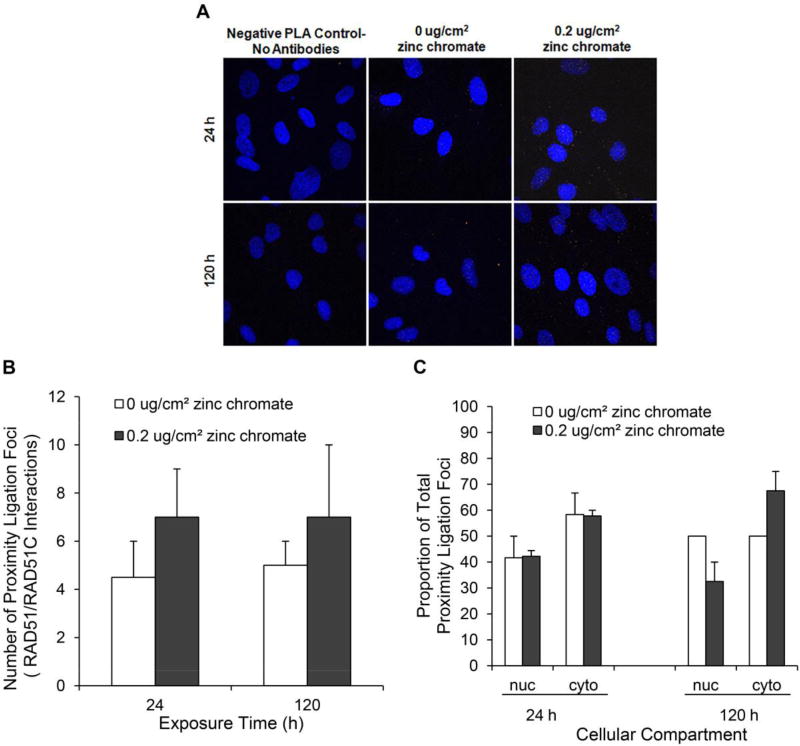 A
Negative PLA Control-
No Antibodies
0 ug/cm²
zinc chromate
0.2 ug/cm²
zinc chromate
24 h
120 h
B
Number of Proximity Ligation Foci
( RAD51/RAD51C Interactions)
12
10
8
6
4
2
0
0 ug/cm² zinc chromate
0.2 ug/cm² zinc chromate
24
120
Exposure Time (h)
C
Proportion of Total
Proximity Ligation Foci
100
90
80
70
60
50
40
30
20
10
0
0 ug/cm² zinc chromate
0.2 ug/cm² zinc chromate
nuc cyto nuc cyto
24 h 120 h
Cellular Compartment